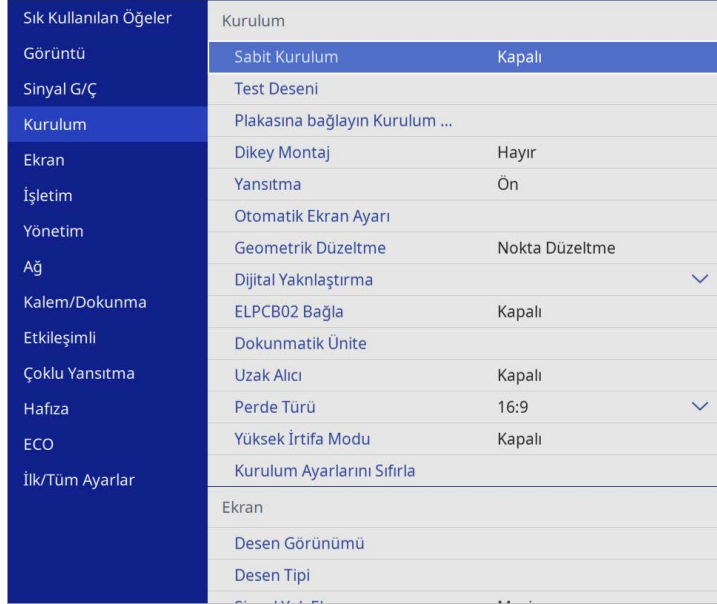 Sık Kullanılan Öğeler
Görüntü
Sinyal G/Ç
Kurulum
Ekran
İşletim
Yönetim
Ağ
Kalem/Dokunma
Etkileşimli
Çoklu Yansıtma
Hafıza
ECO
İlk/Tüm Ayarlar
Kurulum
Sabit Kurulum Kapalı
Test Deseni
Plakasına bağlayın Kurulum ...
Dikey Montaj Hayır
Yansıtma Ön
Otomatik Ekran Ayarı
Geometrik Düzeltme Nokta Düzeltme
Dijital Yaknlaştırma
ELPCB02 Bağla Kapalı
Dokunmatik Ünite
Uzak Alıcı Kapalı
Perde Türü 16:9
Yüksek İrtifa Modu Kapalı
Kurulum Ayarlarını Sıfırla
Ekran
Desen Görünümü
Desen Tipi